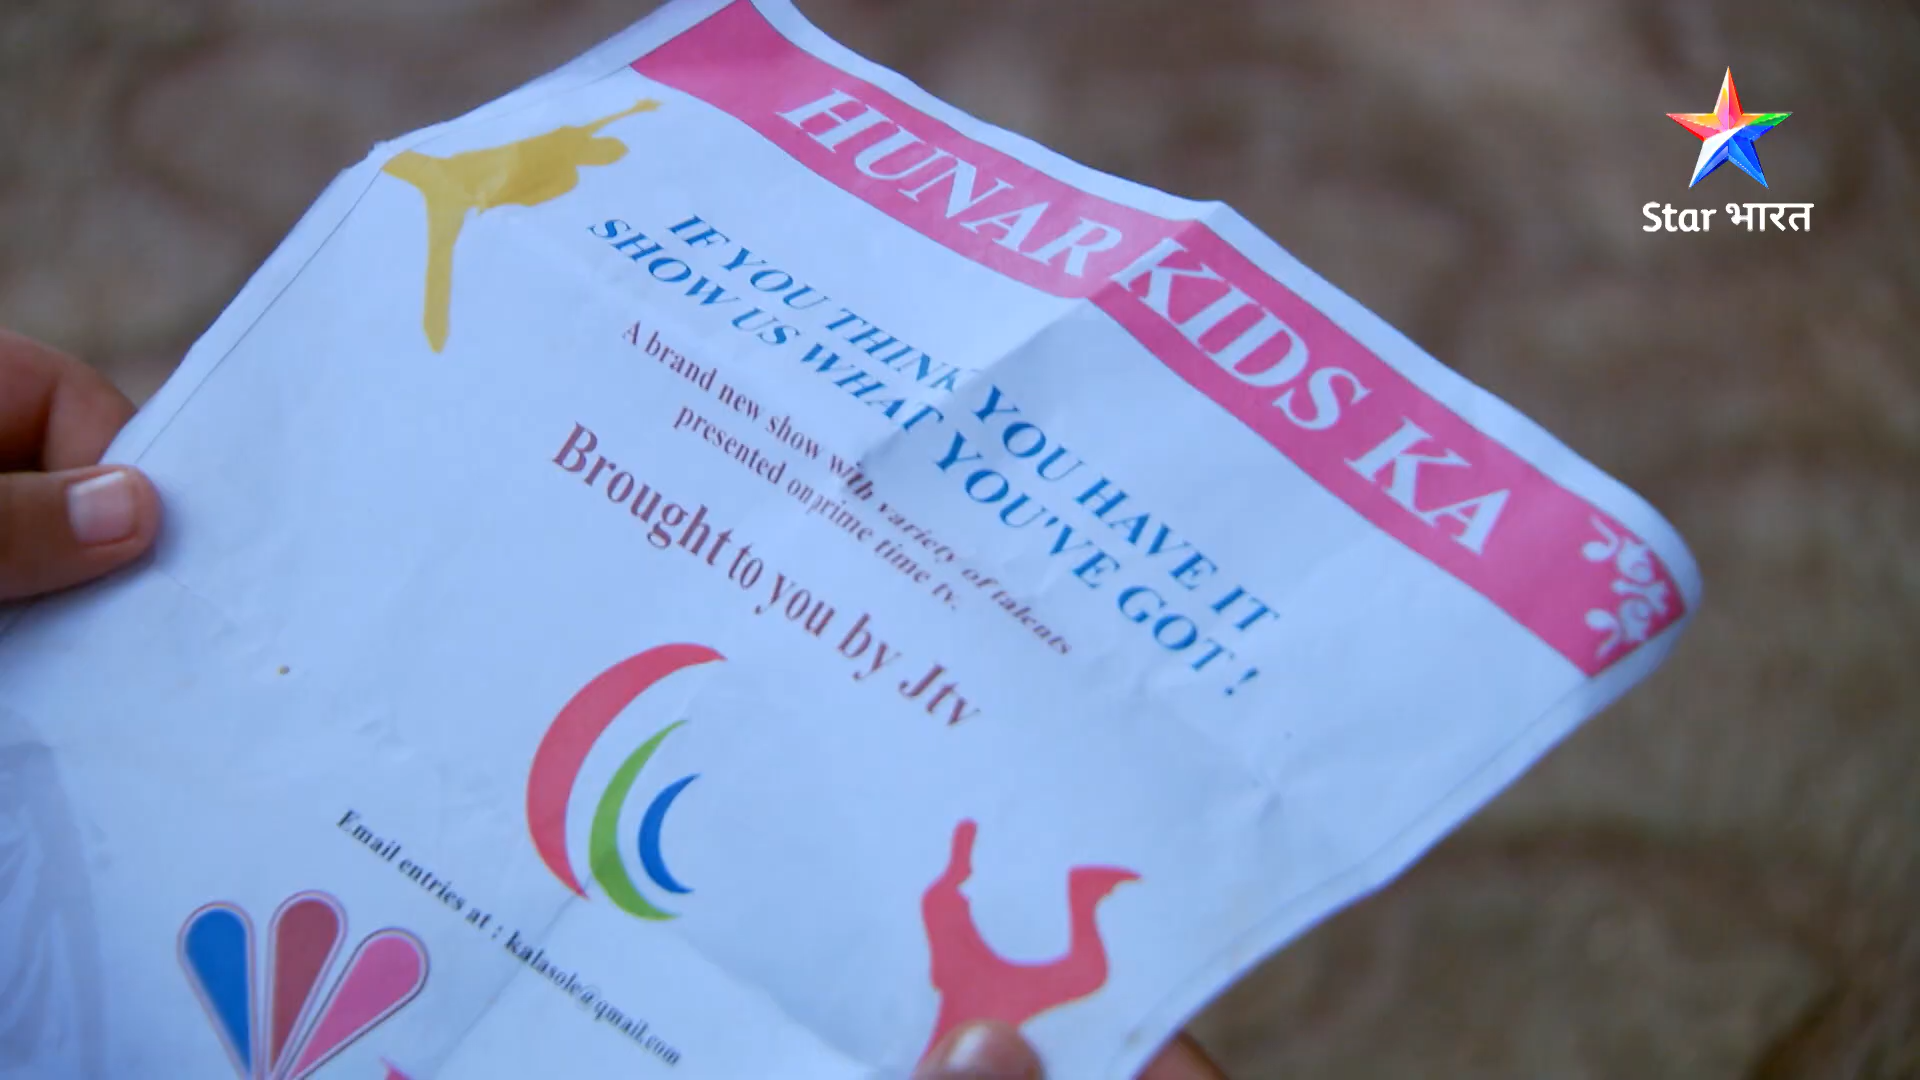 HUNAR KIDS KA
IF YOU THINK YOU HAVE IT
SHOW US WHAT YOU'VE GOT !
A brand new show with variety of talents
presented on prime time tv.
Brought to you by Jtv
Email entries at : kalasole@qmail.com
Star भारत